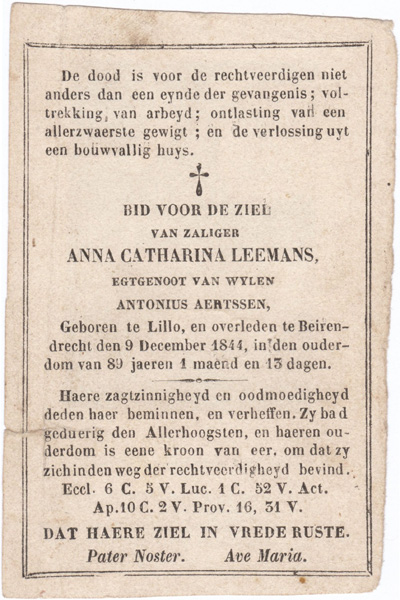 De dood is voor de rechtveerdigen niet
anders dan een eynde der gevangenis; vol-
trekking, van arbeyd; ontlasting van een
allerzwaerste gewigt; en de verlossing uyt
een bouwvallig huys.
BID VOOR DE ZIEL
VAN ZALIGER
ANNA CATHARINA LEEMANS,
EGTGENOOT VAN WYLEN
ANTONIUS AERTSSEN,
Geboren te Lillo, en overleden te Beiren-
drecht den 9 December 1844, in den ouder-
dom van 89 jaeren 1 maend en 13 dagen.
Haere zagtzinnigheyd en oodmoedigheyd
deden haer beminnen, en verheffen. Zy bad
geduerig den Allerhoogsten, en haeren ou-
derdom is eene kroon van eer, om dat zy
zich in den weg der rechtveerdigheyd bevind.
Eccl. 6 C. 5 V. Luc. 1 C. 52 V. Act.
Ap. 10 C. 2 V. Prov. 16, 31 V.
DAT HAERE ZIEL IN VREDE RUSTE.
Pater Noster. Ave Maria.